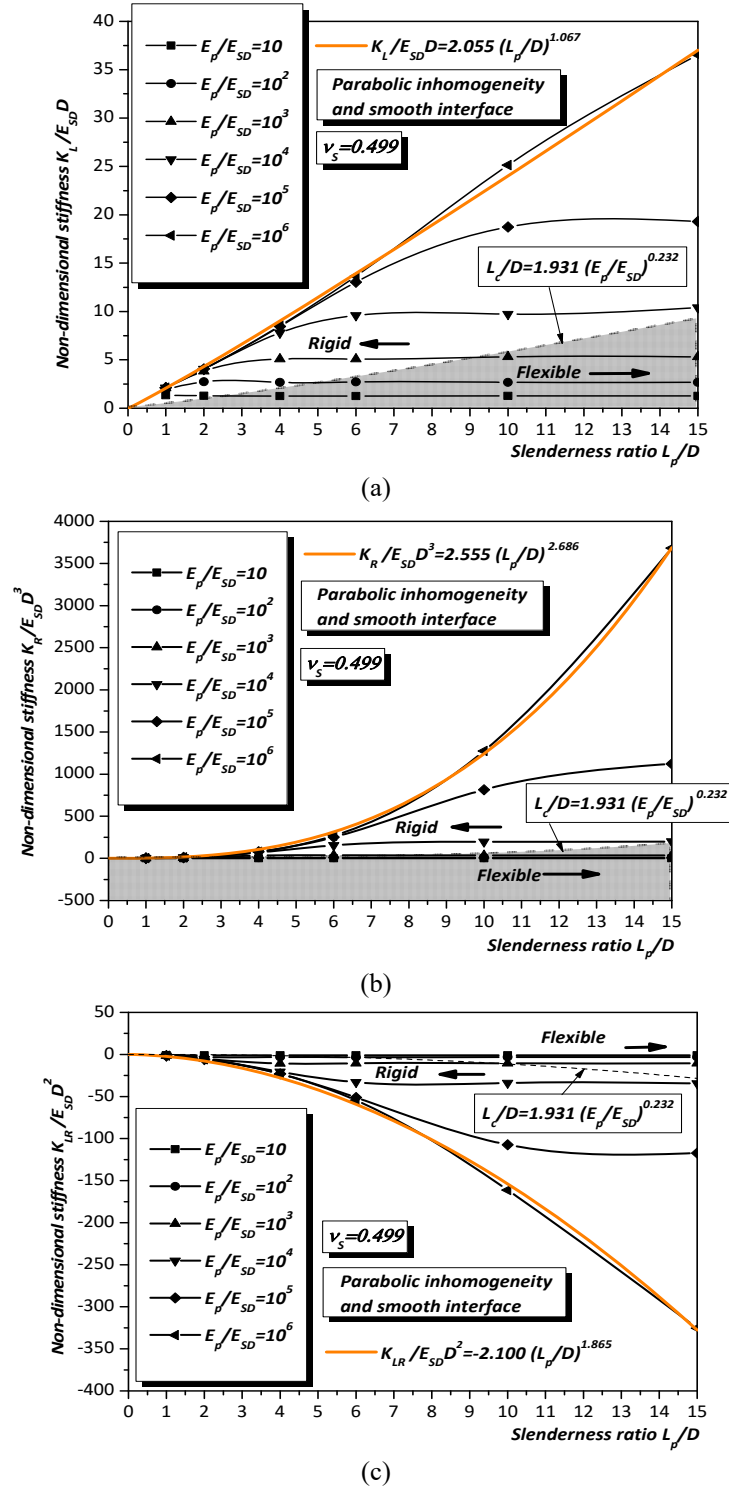 40
35
30
25
20
15
10
5
0
Non-dimensional stiffness K_L/E_SD D
E_p/E_SD=10
E_p/E_SD=10^2
E_p/E_SD=10^3
E_p/E_SD=10^4
E_p/E_SD=10^5
E_p/E_SD=10^6
K_L/E_SD D=2.055 (L_p/D)^1.067
Parabolic inhomogeneity
and smooth interface
ν_S=0.499
L_c/D=1.931 (E_p/E_SD)^0.232
Rigid
Flexible
0 1 2 3 4 5 6 7 8 9 10 11 12 13 14 15
Slenderness ratio L_p/D
(a)
4000
3500
3000
2500
2000
1500
1000
500
0
-500
Non-dimensional stiffness K_R/E_SD D^3
E_p/E_SD=10
E_p/E_SD=10^2
E_p/E_SD=10^3
E_p/E_SD=10^4
E_p/E_SD=10^5
E_p/E_SD=10^6
K_R/E_SD D^3=2.555 (L_p/D)^2.686
Parabolic inhomogeneity
and smooth interface
ν_S=0.499
L_c/D=1.931 (E_p/E_SD)^0.232
Rigid
Flexible
0 1 2 3 4 5 6 7 8 9 10 11 12 13 14 15
Slenderness ratio L_p/D
(b)
50
0
-50
-100
-150
-200
-250
-300
-350
-400
Non-dimensional stiffness K_LR/E_SD D^2
Flexible
Rigid
L_c/D=1.931 (E_p/E_SD)^0.232
E_p/E_SD=10
E_p/E_SD=10^2
E_p/E_SD=10^3
E_p/E_SD=10^4
E_p/E_SD=10^5
E_p/E_SD=10^6
ν_S=0.499
Parabolic inhomogeneity
and smooth interface
K_LR/E_SD D^2=-2.100 (L_p/D)^1.865
0 1 2 3 4 5 6 7 8 9 10 11 12 13 14 15
Slenderness ratio L_p/D
(c)